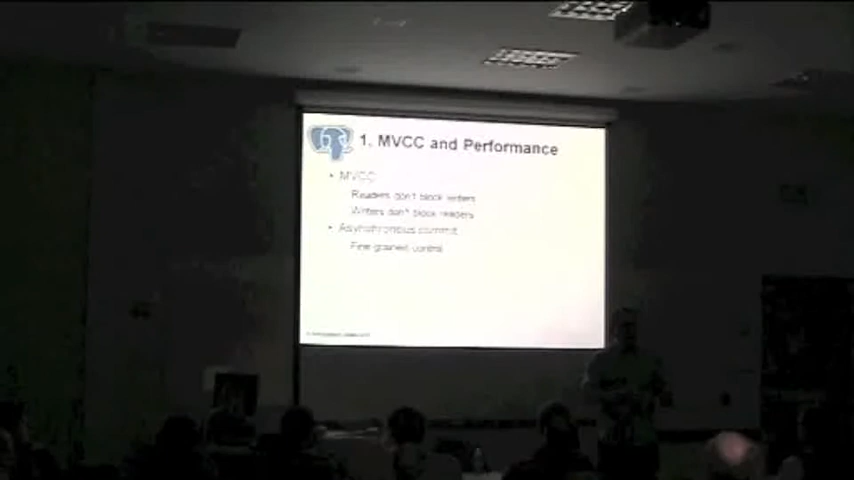 1. MVCC and Performance
• MVCC
Readers don't block writers
Writers don't block readers
• Asynchronous commit
Fine grained control